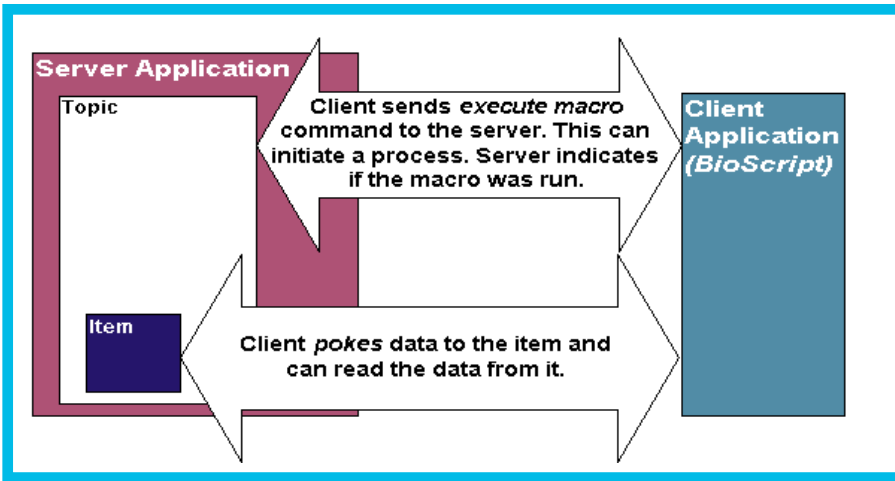 Server Application
Topic
Client sends execute macro
command to the server. This can
initiate a process. Server indicates
if the macro was run.
Client
Application
(BioScript)
Item
Client pokes data to the item and
can read the data from it.